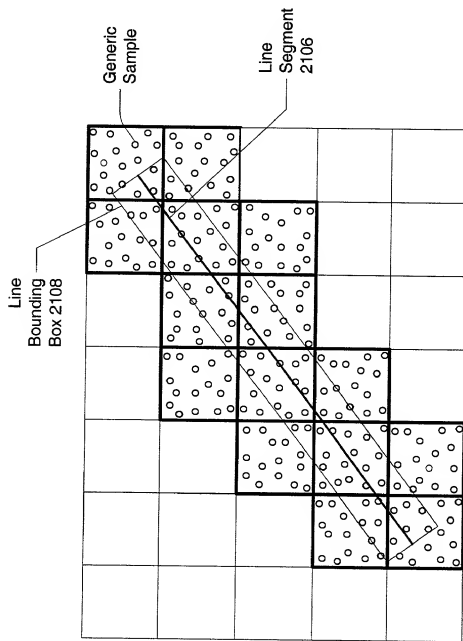 Generic
Sample
Line
Segment
2106
Line
Bounding
Box 2108